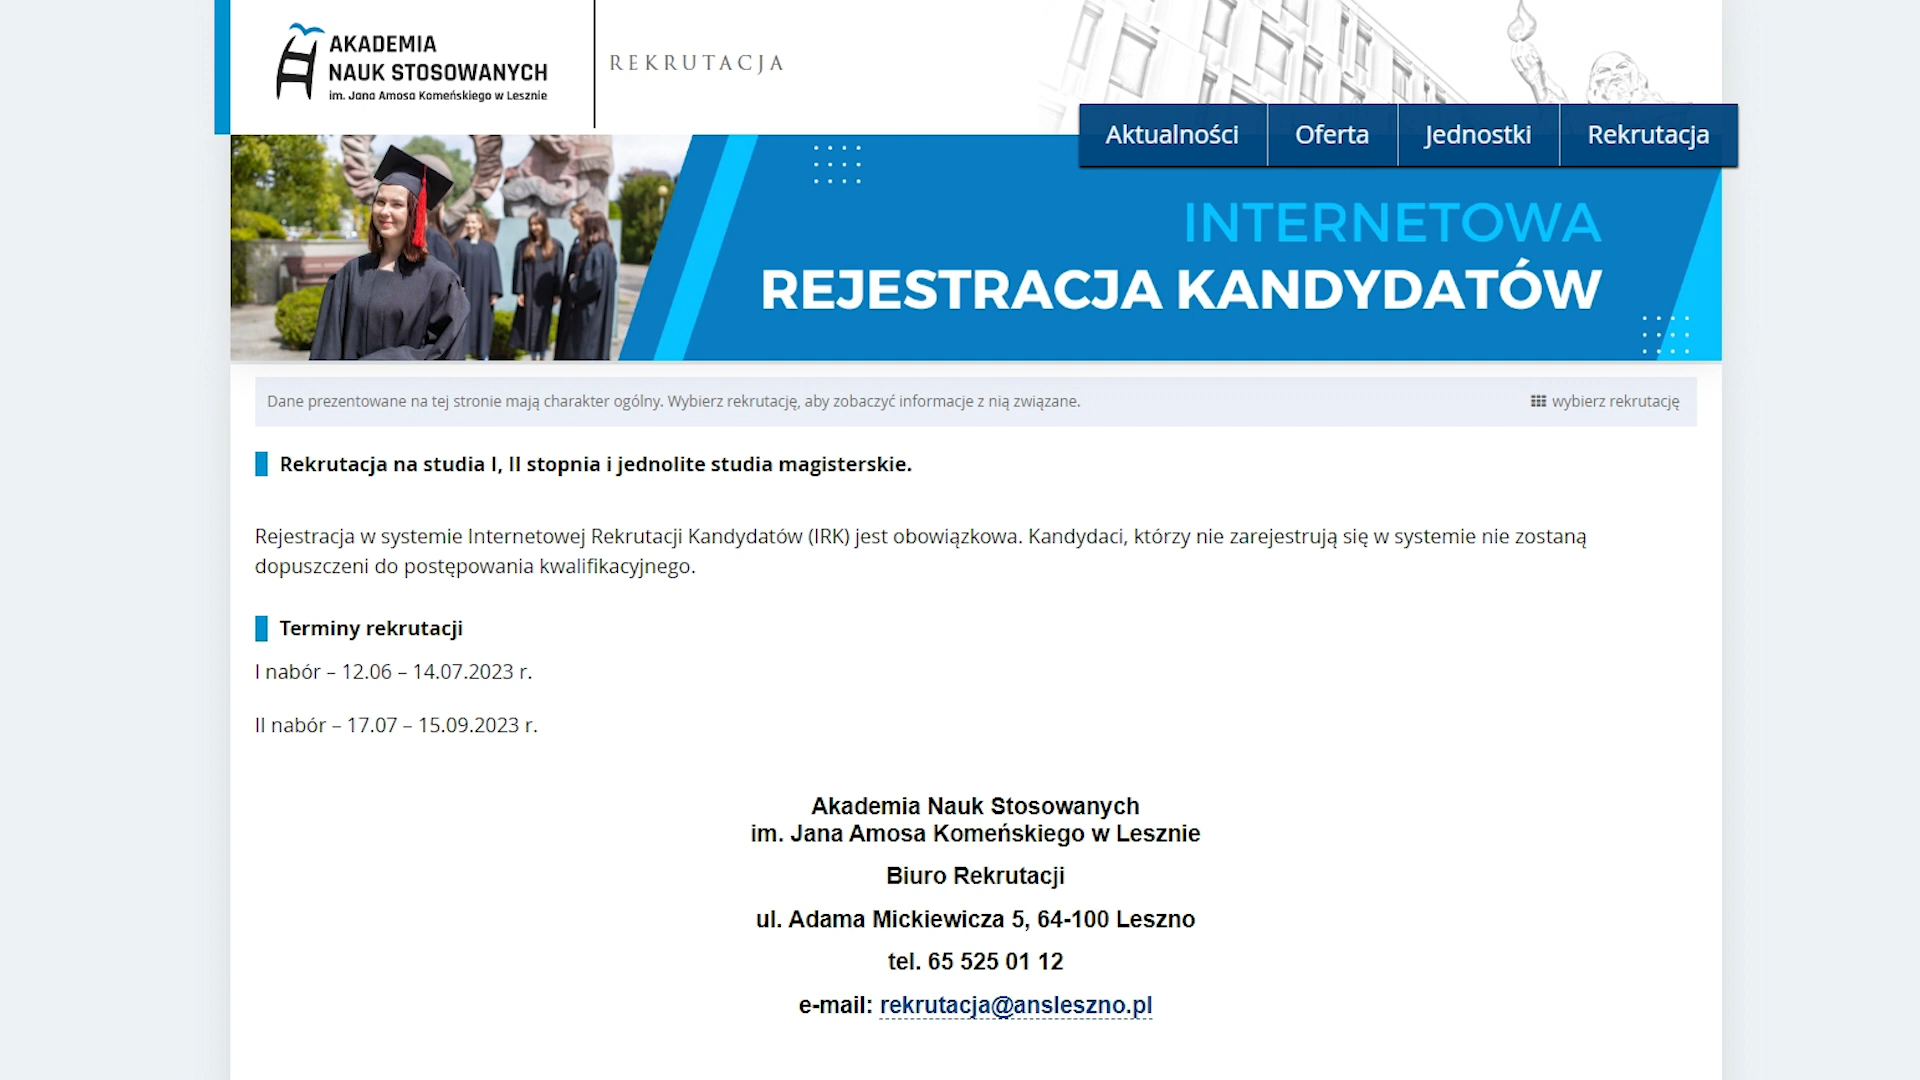 AKADEMIA
NAUK STOSOWANYCH
im. Jana Amosa Komeńskiego w Lesznie
REKRUTACJA
Aktualności Oferta Jednostki Rekrutacja
INTERNETOWA
REJESTRACJA KANDYDATÓW
Dane prezentowane na tej stronie mają charakter ogólny. Wybierz rekrutację, aby zobaczyć informacje z nią związane. wybierz rekrutację
Rekrutacja na studia I, II stopnia i jednolite studia magisterskie.
Rejestracja w systemie Internetowej Rekrutacji Kandydatów (IRK) jest obowiązkowa. Kandydaci, którzy nie zarejestrują się w systemie nie zostaną
dopuszczeni do postępowania kwalifikacyjnego.
Terminy rekrutacji
I nabór – 12.06 – 14.07.2023 r.
II nabór – 17.07 – 15.09.2023 r.
Akademia Nauk Stosowanych
im. Jana Amosa Komeńskiego w Lesznie
Biuro Rekrutacji
ul. Adama Mickiewicza 5, 64-100 Leszno
tel. 65 525 01 12
e-mail: rekrutacja@ansleszno.pl